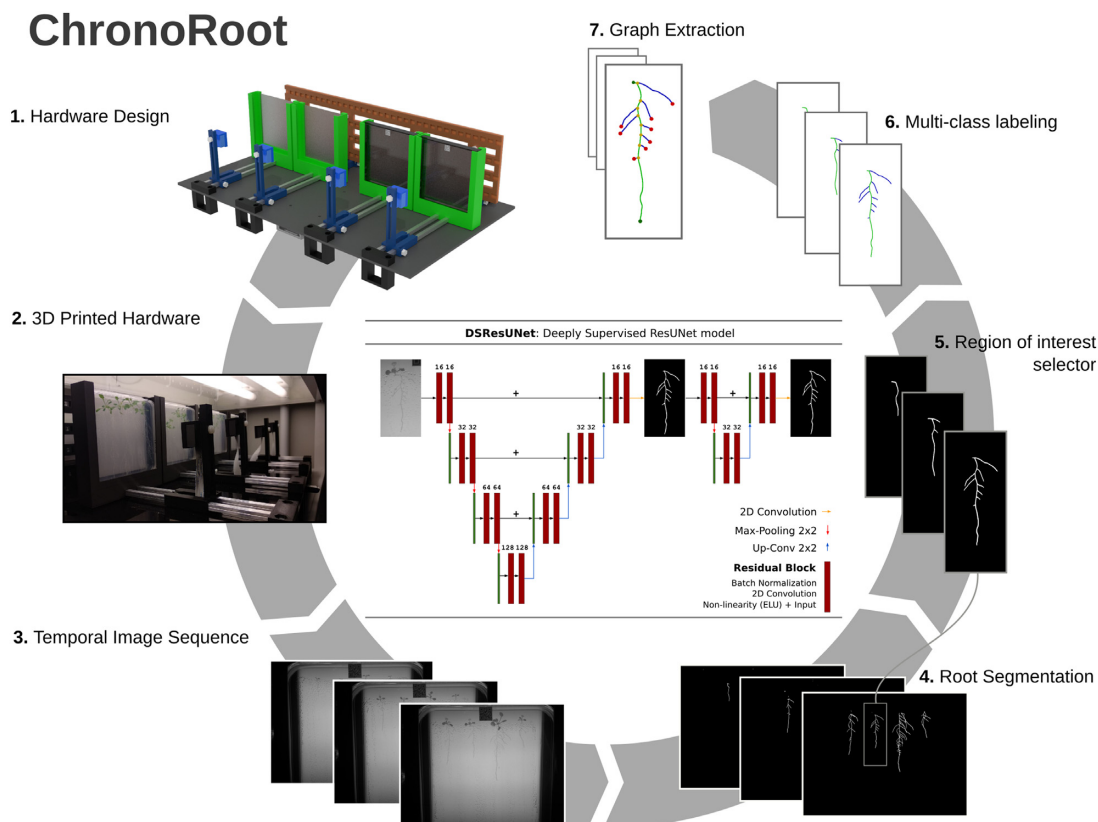 ChronoRoot
7. Graph Extraction
1. Hardware Design
6. Multi-class labeling
2. 3D Printed Hardware
DSResUNet: Deeply Supervised ResUNet model
5. Region of interest
selector
16 16
16 16
16 16
16 16
+
+
32 32
32 32
32 32
+
64 64
64 64
+
128 128
2D Convolution
Max-Pooling 2x2
Up-Conv 2x2
Residual Block
Batch Normalization
2D Convolution
Non-linearity (ELU) + Input
3. Temporal Image Sequence
4. Root Segmentation